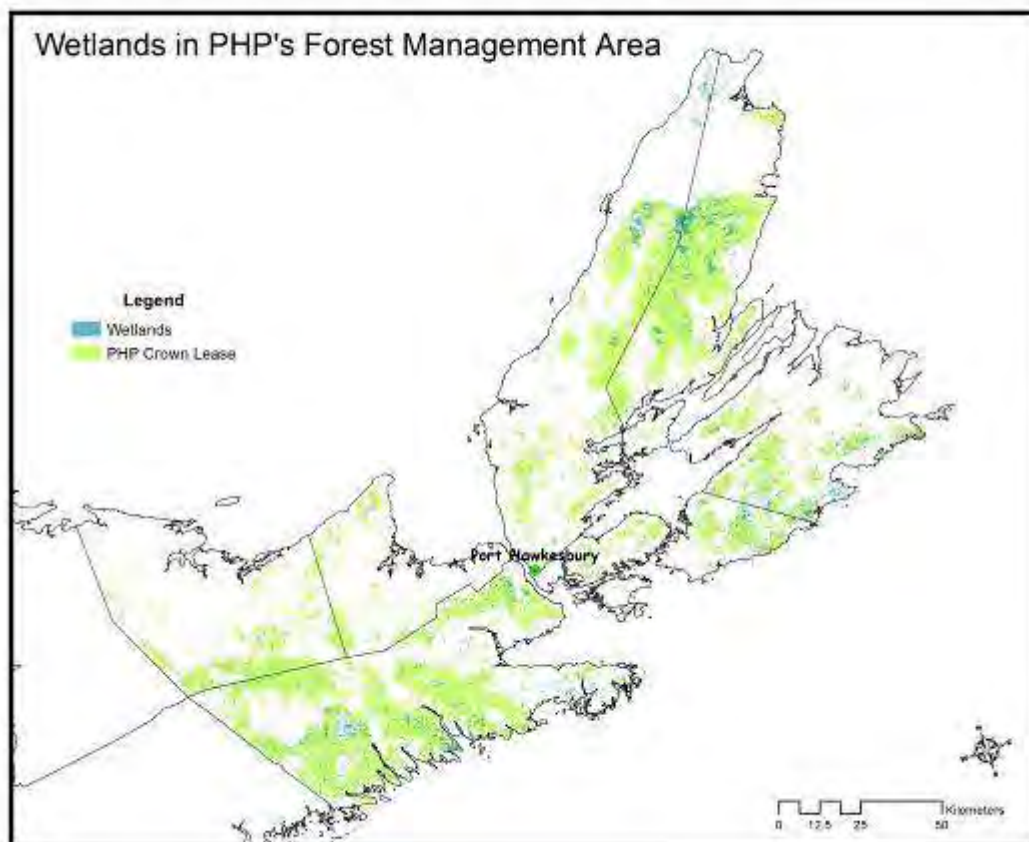 Wetlands in PHP's Forest Management Area
Legend
Wetlands
PHP Crown Lease
Port Hawkesbury
N
Kilometers
0 12.5 25 50